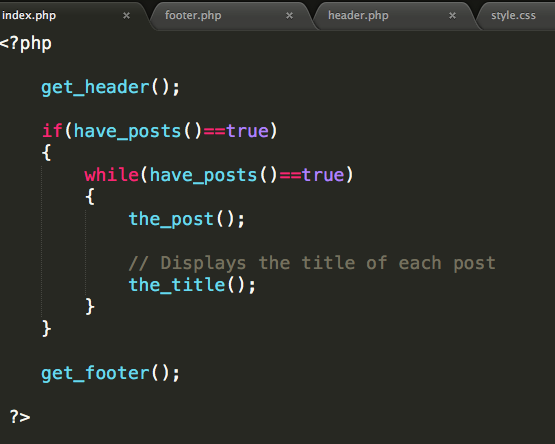 index.php × footer.php × header.php × style.css
<?php
get_header();
if(have_posts()==true)
{
while(have_posts()==true)
{
the_post();
// Displays the title of each post
the_title();
}
}
get_footer();
?>